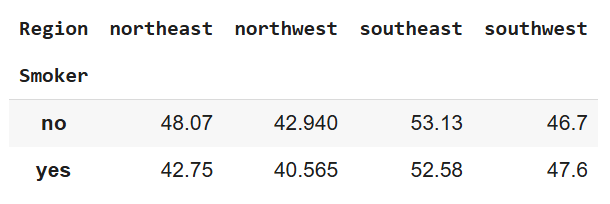 Region northeast northwest southeast southwest
Smoker
no 48.07 42.940 53.13 46.7
yes 42.75 40.565 52.58 47.6